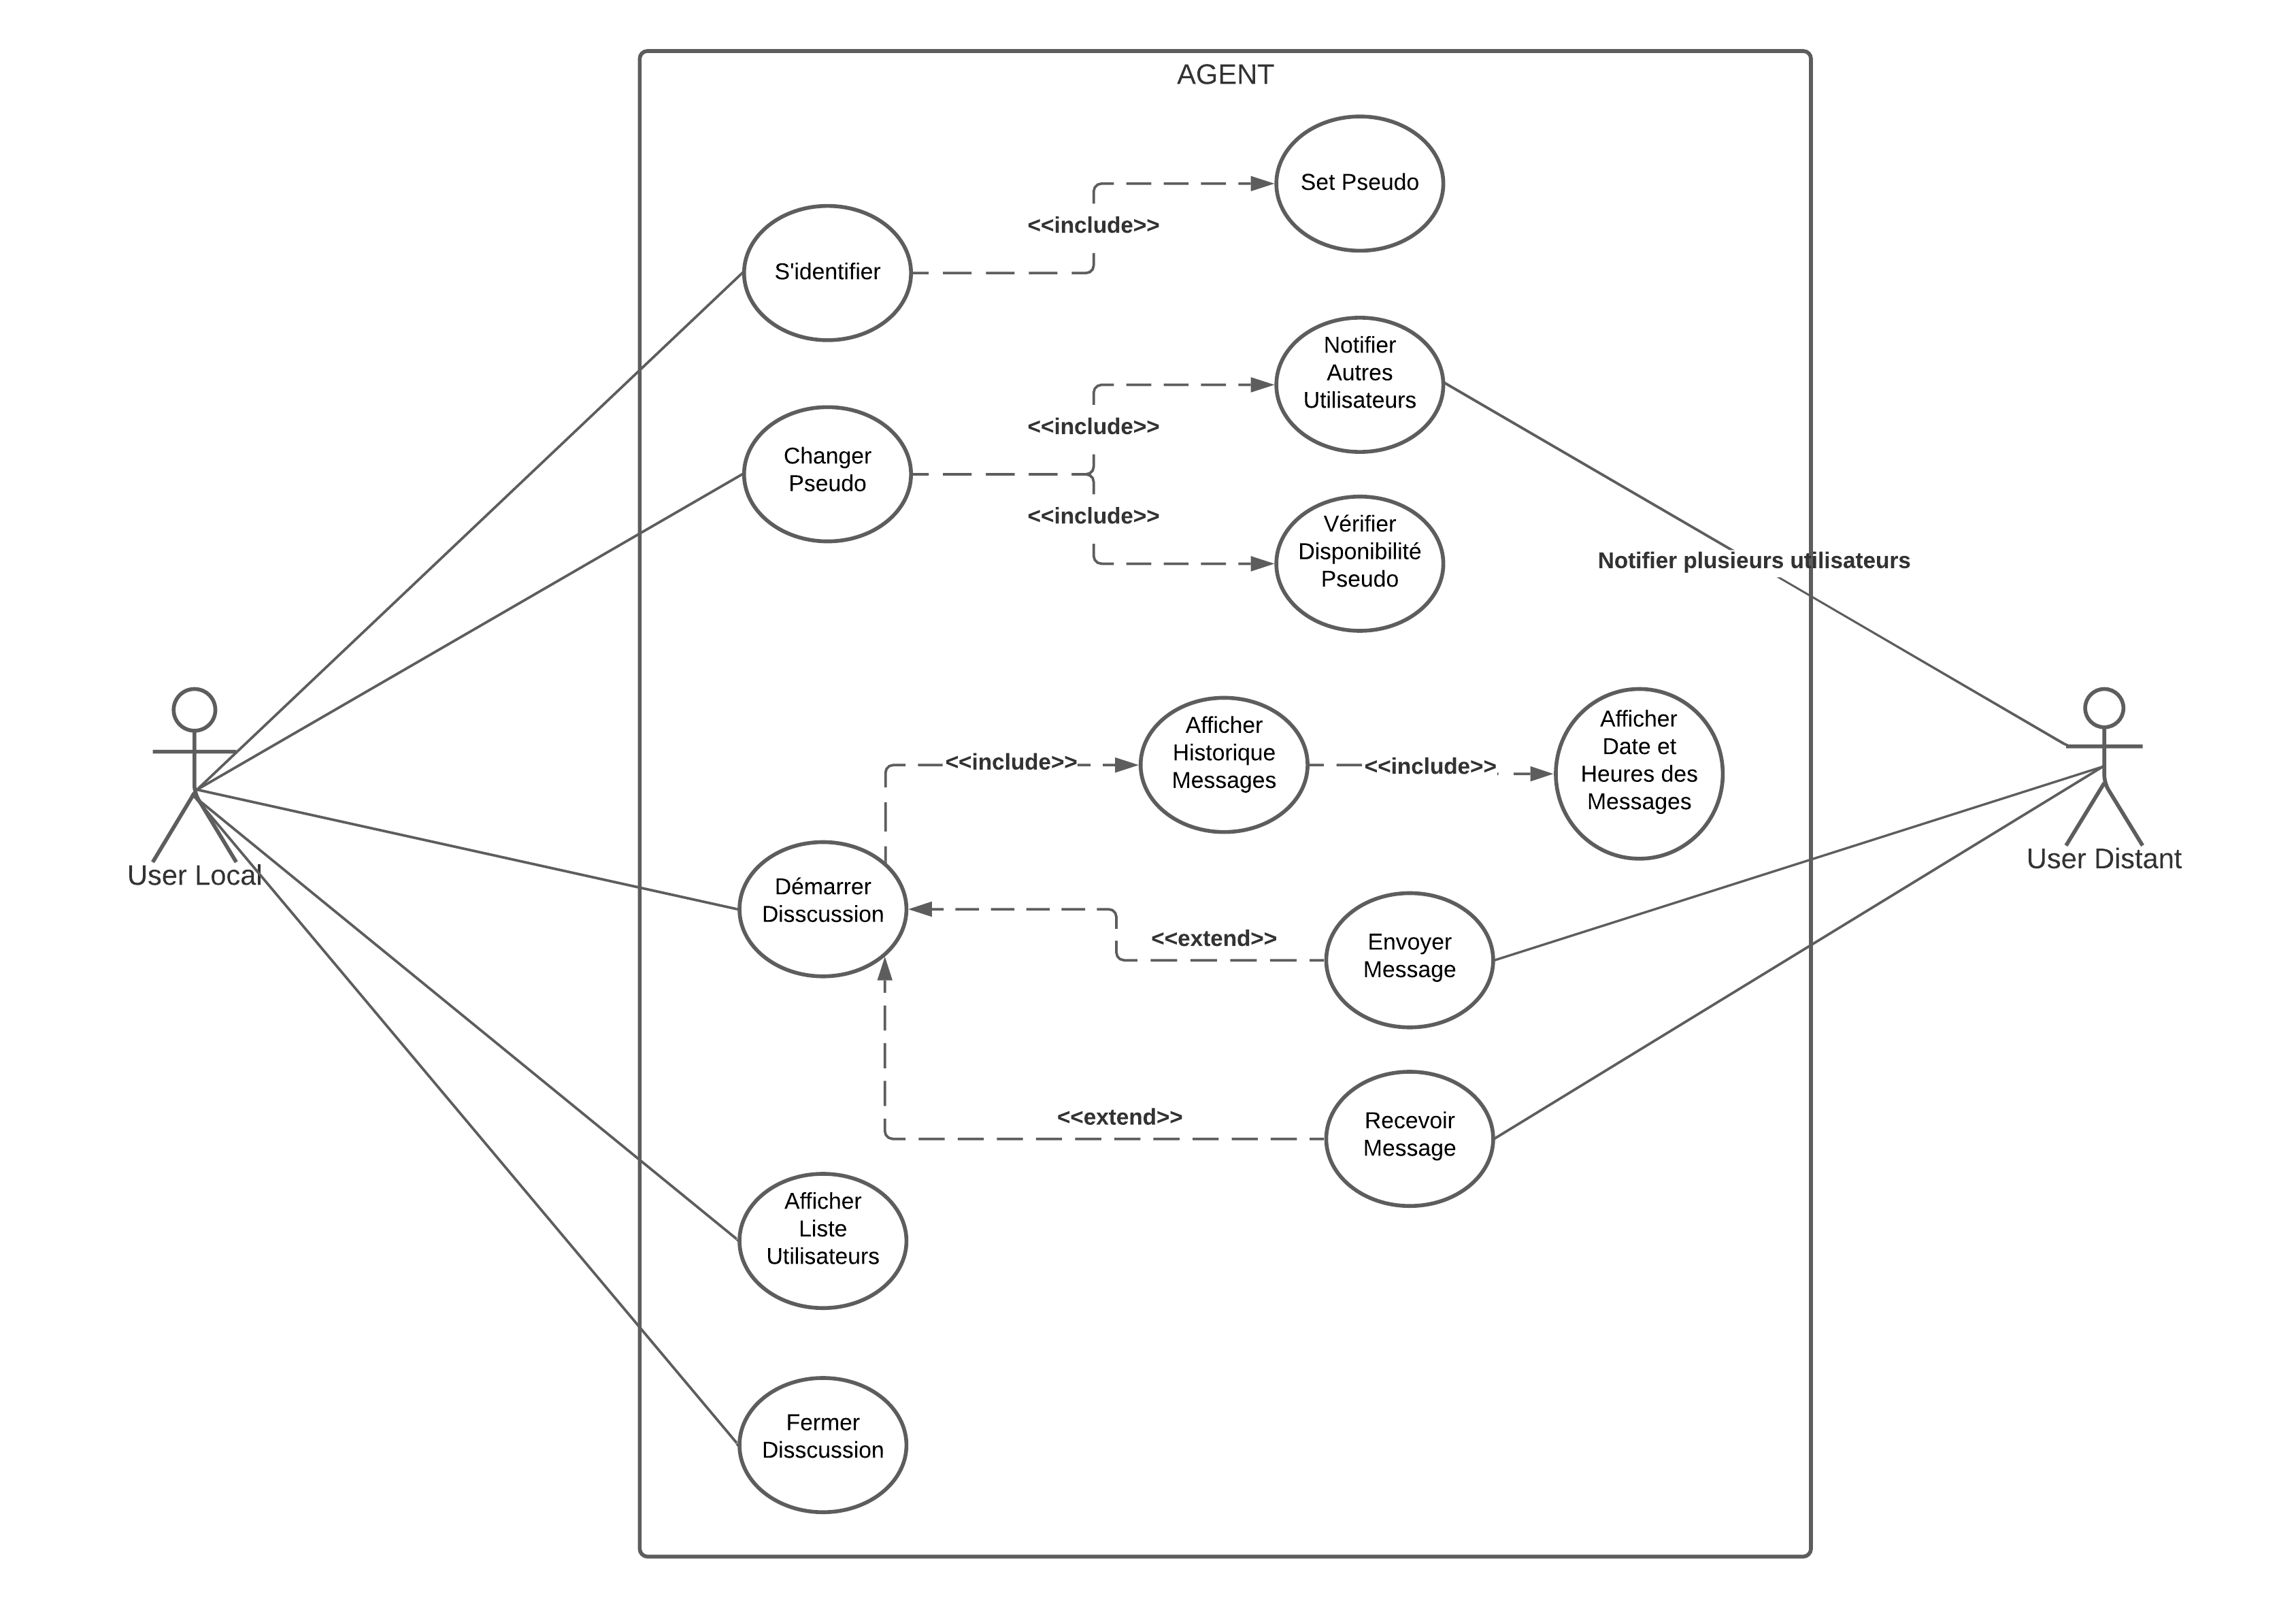 AGENT
Set Pseudo
<<include>>
S'identifier
Notifier
Autres
Utilisateurs
<<include>>
Changer
Pseudo
<<include>>
Vérifier
Disponibilité
Pseudo
Notifier plusieurs utilisateurs
Afficher
Historique
Messages
<<include>>
<<include>>
Afficher
Date et
Heures des
Messages
User Local
User Distant
Démarrer
Disscussion
<<extend>>
Envoyer
Message
<<extend>>
Recevoir
Message
Afficher
Liste
Utilisateurs
Fermer
Disscussion